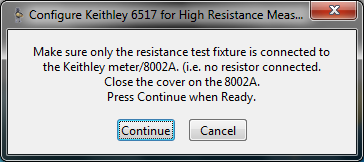 Configure Keithley 6517 for High Resistance Meas...
Make sure only the resistance test fixture is connected to
the Keithley meter/8002A. (i.e. no resistor connected.
Close the cover on the 8002A.
Press Continue when Ready.
Continue
Cancel